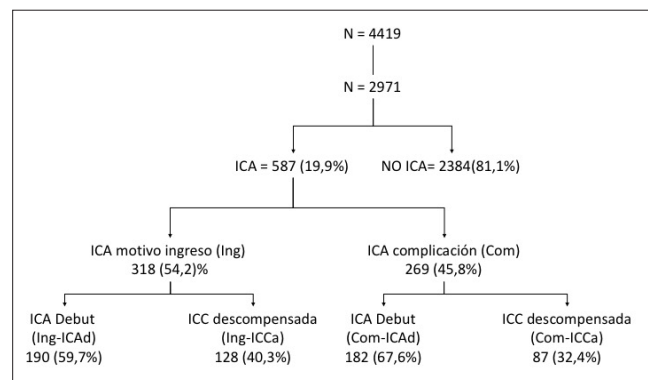 N = 4419
N = 2971
ICA = 587 (19,9%)
NO ICA= 2384(81,1%)
ICA motivo ingreso (Ing)
318 (54,2)%
ICA complicación (Com)
269 (45,8%)
ICA Debut
(Ing-ICAd)
190 (59,7%)
ICC descompensada
(Ing-ICCa)
128 (40,3%)
ICA Debut
(Com-ICAd)
182 (67,6%)
ICC descompensada
(Com-ICCa)
87 (32,4%)